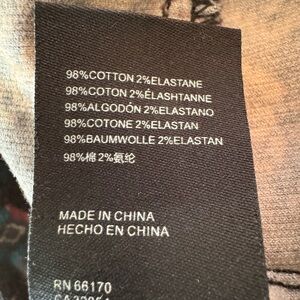 98%COTTON 2%ELASTANE
98%COTON 2%ÉLASHTANNE
98%ALGODÓN 2%ELASTANO
98%COTONE 2%ELASTAN
98%BAUMWOLLE 2%ELASTAN
98%棉 2%氨纶
MADE IN CHINA
HECHO EN CHINA
RN 66170